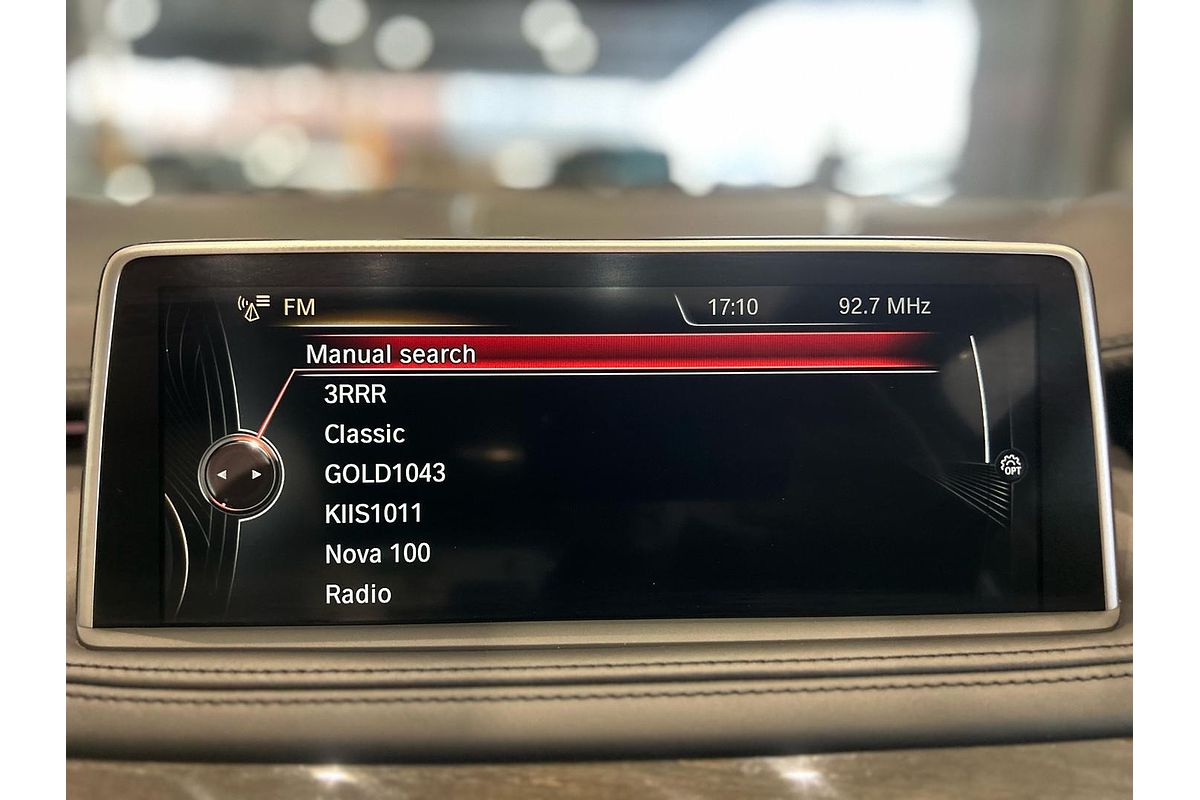 FM 17:10 92.7 MHz
Manual search
3RRR
Classic
GOLD1043
KIIS1011
OPT
Nova 100
Radio